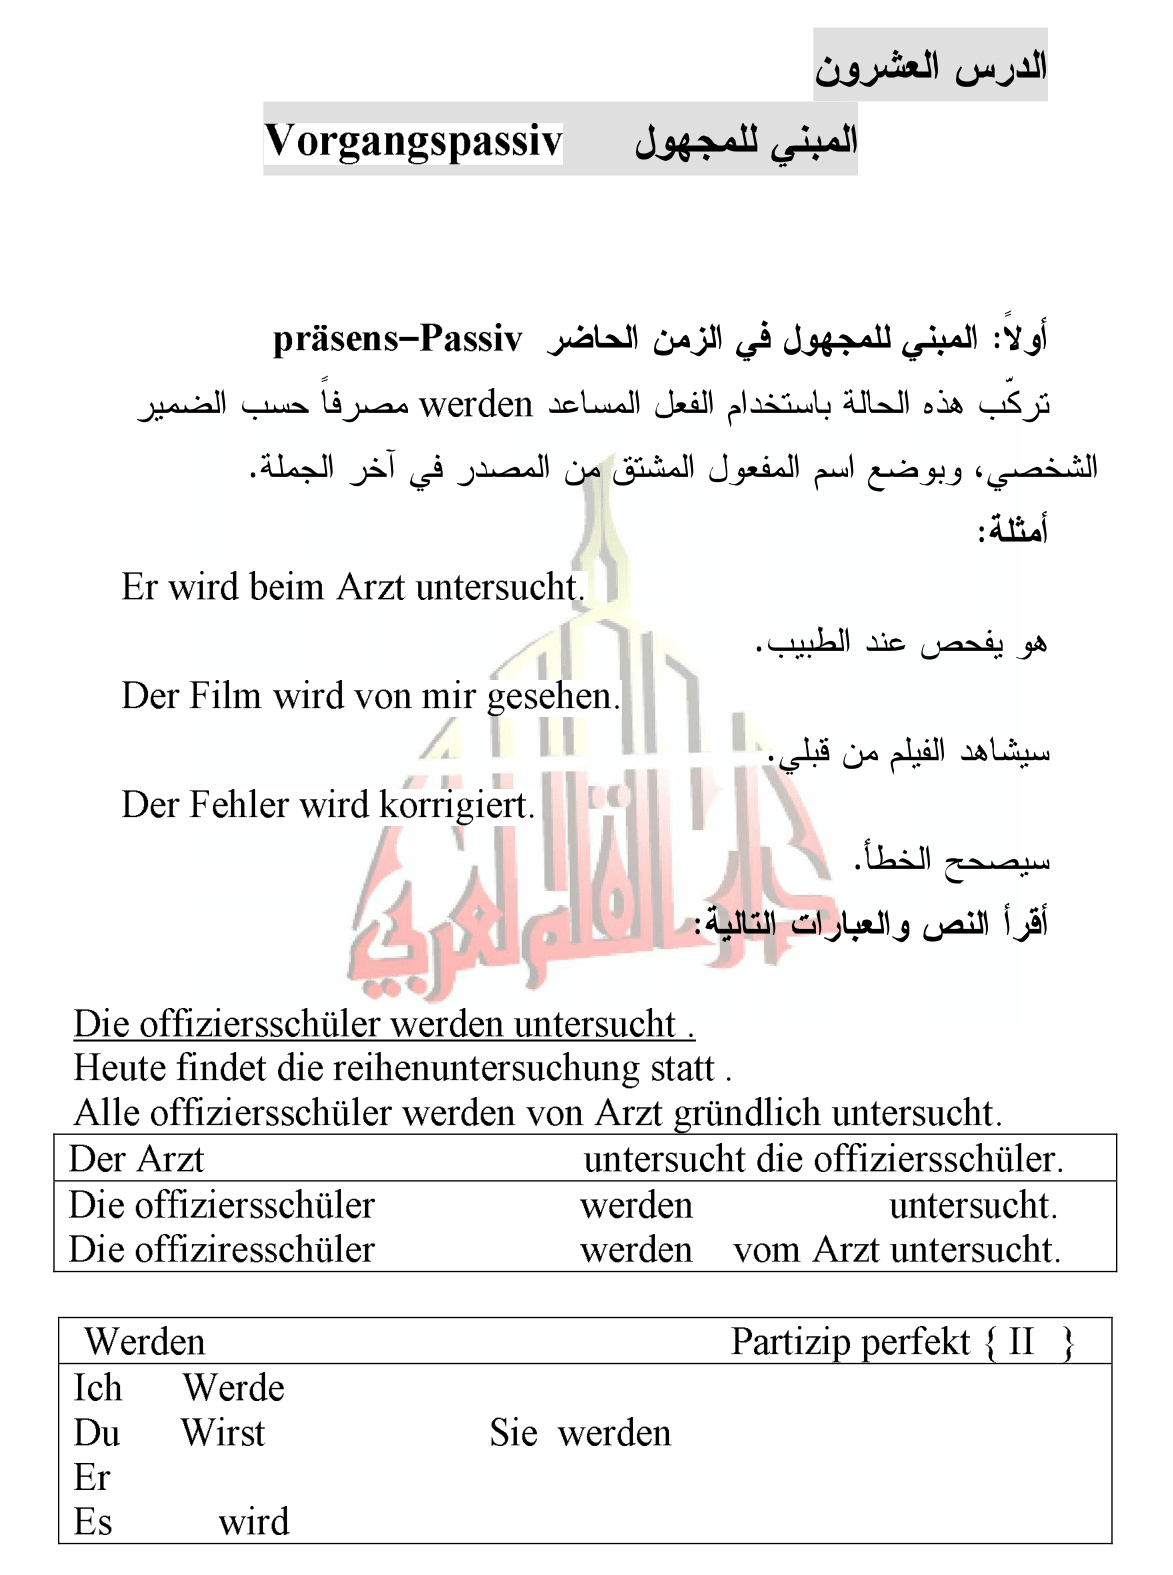 الدرس العشرون
المبني للمجهول Vorgangspassiv
أولاً: المبني للمجهول في الزمن الحاضر präsens–Passiv
تركّب هذه الحالة باستخدام الفعل المساعد werden مصرفاً حسب الضمير
الشخصي، وبوضع اسم المفعول المشتق من المصدر في آخر الجملة.
أمثلة:
Er wird beim Arzt untersucht.
هو يفحص عند الطبيب.
Der Film wird von mir gesehen.
سيشاهد الفيلم من قبلي.
Der Fehler wird korrigiert.
سيصحح الخطأ.
أقرأ النص والعبارات التالية:
دار القلم العربي
Die offiziersschüler werden untersucht .
Heute findet die reihenuntersuchung statt .
Alle offiziersschüler werden von Arzt gründlich untersucht.
Der Arzt untersucht die offiziersschüler.
Die offiziersschüler werden untersucht.
Die offiziresschüler werden vom Arzt untersucht.
Werden Partizip perfekt { II }
Ich Werde
Du Wirst Sie werden
Er
Es wird